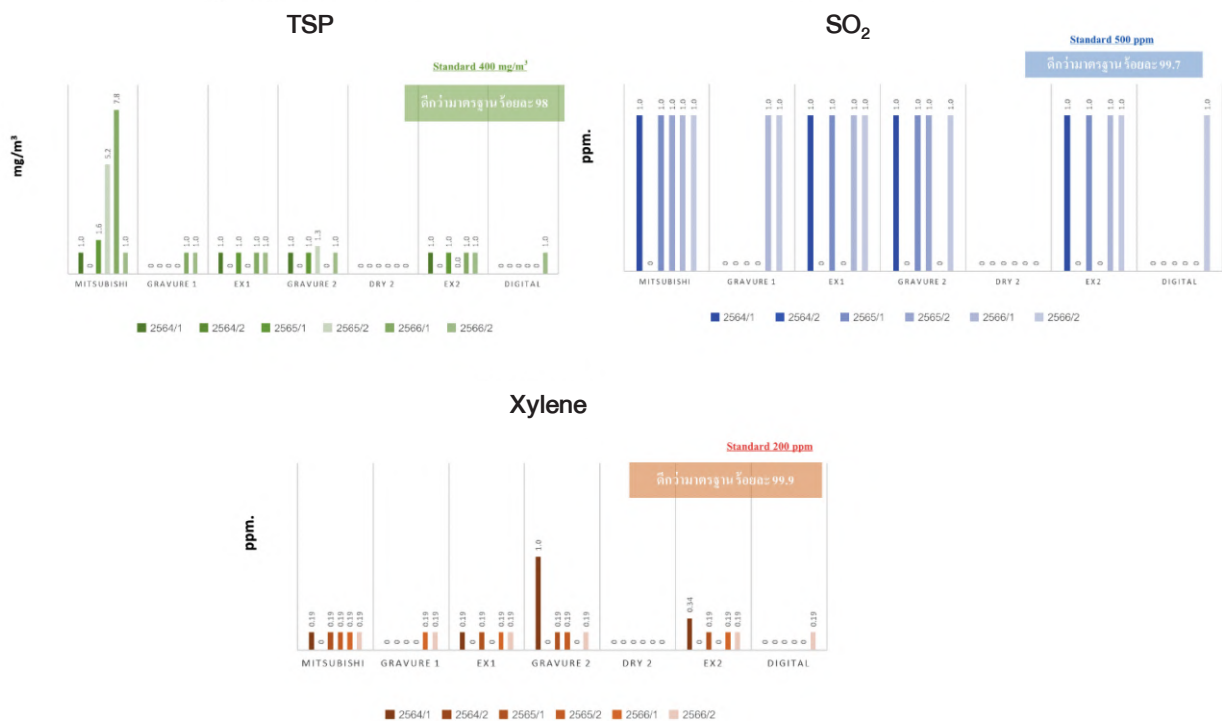 TSP
Standard 400 mg/m³
ดีกว่ามาตรฐาน ร้อยละ 98
mg/m³
1.0 0 1.6 5.2 7.8 1.0 0 0 0 0 1.0 1.0 1.0 0 1.0 0 1.0 1.0 1.0 0 1.0 1.3 0 1.0 0 0 0 0 0 0 1.0 0 1.0 0.0 1.0 1.0 0 0 0 0 0 1.0
MITSUBISHI GRAVURE 1 EX1 GRAVURE 2 DRY 2 EX2 DIGITAL
2564/1 2564/2 2565/1 2565/2 2566/1 2566/2
SO₂
Standard 500 ppm
ดีกว่ามาตรฐาน ร้อยละ 99.7
ppm.
1.0 0 1.0 1.0 1.0 1.0 0 0 0 0 1.0 1.0 1.0 0 1.0 0 1.0 1.0 1.0 0 1.0 1.0 0 1.0 0 0 0 0 0 0 1.0 0 1.0 0 1.0 1.0 0 0 0 0 0 1.0
MITSUBISHI GRAVURE 1 EX1 GRAVURE 2 DRY 2 EX2 DIGITAL
2564/1 2564/2 2565/1 2565/2 2566/1 2566/2
Xylene
Standard 200 ppm
ดีกว่ามาตรฐาน ร้อยละ 99.9
ppm.
0.19 0 0.19 0.19 0.19 0.19 0 0 0 0 0.19 0.19 0.19 0 0.19 0 0.19 0.19 1.0 0 0.19 0.19 0 0.19 0 0 0 0 0 0 0.34 0 0.19 0 0.19 0.19 0 0 0 0 0 0.19
MITSUBISHI GRAVURE 1 EX1 GRAVURE 2 DRY 2 EX2 DIGITAL
2564/1 2564/2 2565/1 2565/2 2566/1 2566/2